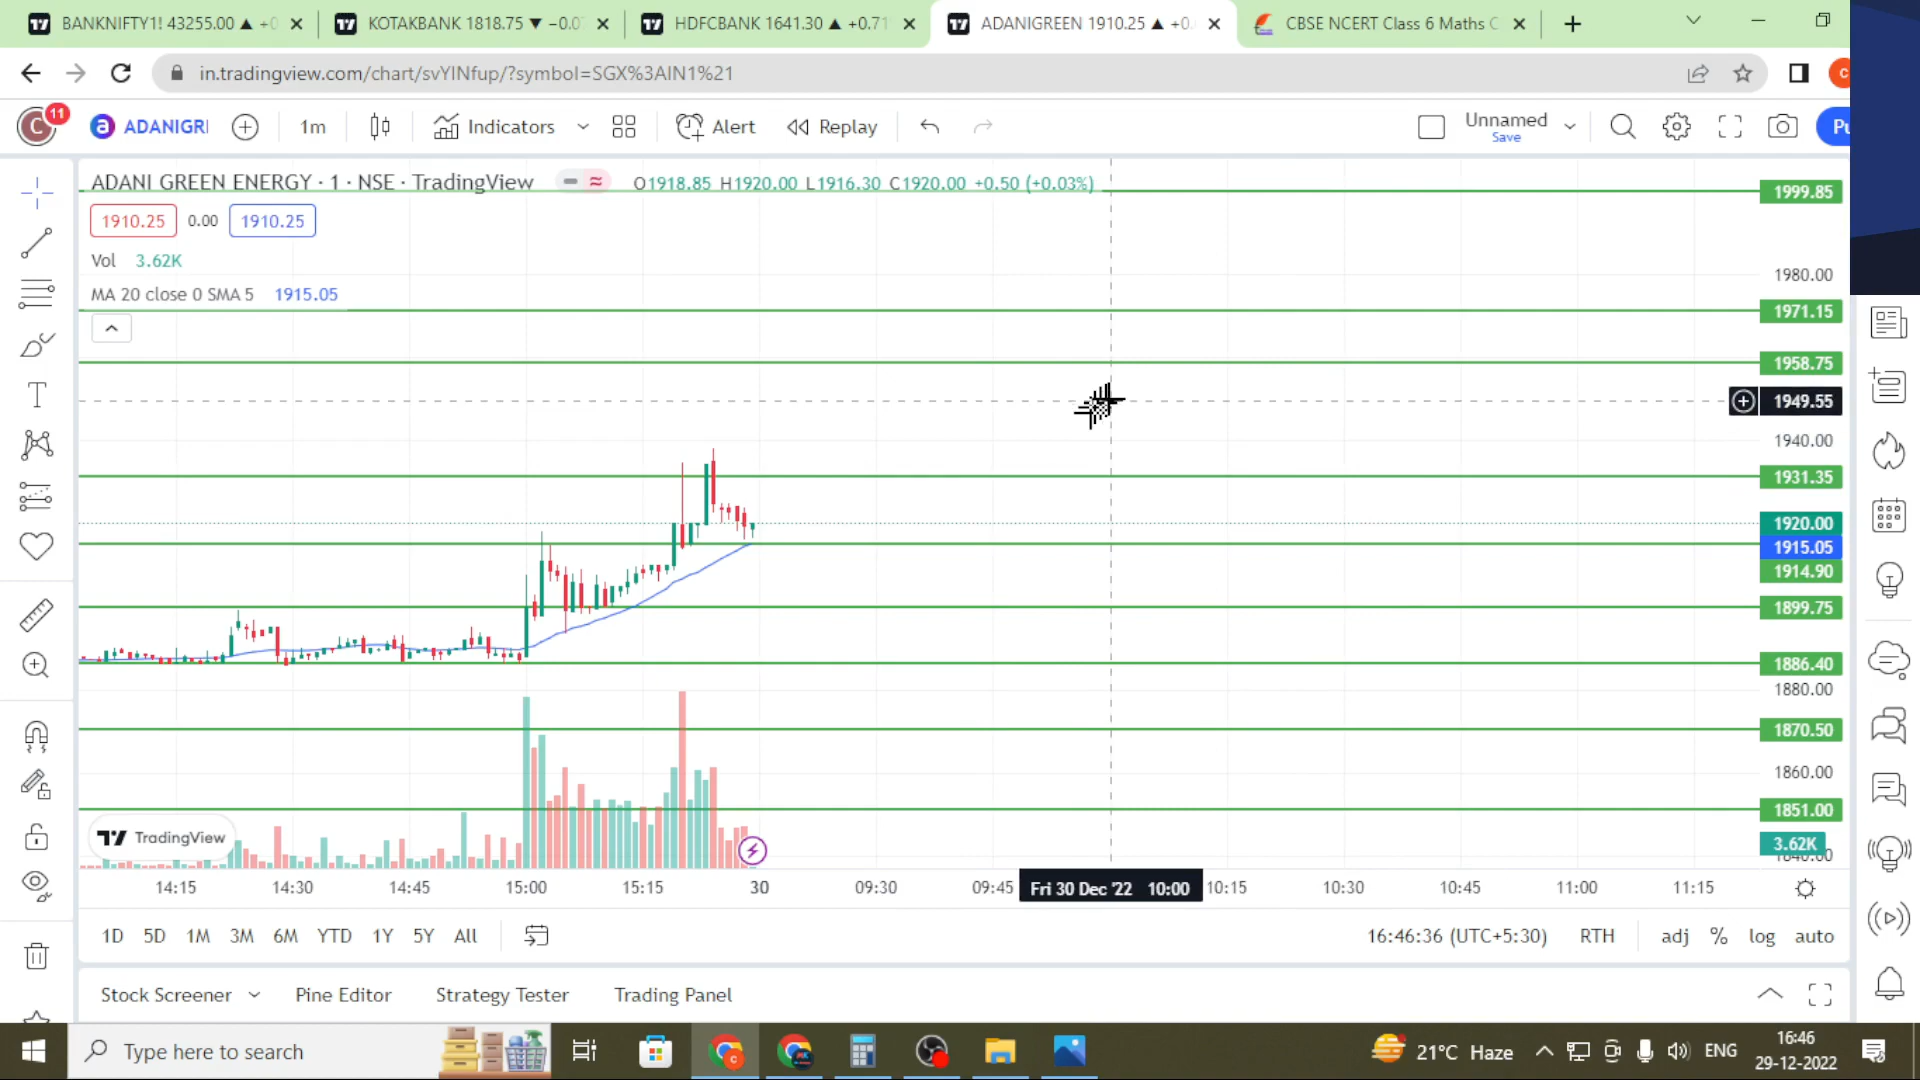 BANKNIFTY1! 43255.00 ▲ +0
KOTAKBANK 1818.75 ▼ −0.0
HDFCBANK 1641.30 ▲ +0.71
ADANIGREEN 1910.25 ▲ +0.
CBSE NCERT Class 6 Maths C
in.tradingview.com/chart/svYINfup/?symbol=SGX%3AIN1%21
C
11
ADANIGRI
1m
Indicators
Alert
Replay
Unnamed
Save
Pu
ADANI GREEN ENERGY · 1 · NSE · TradingView
O1918.85 H1920.00 L1916.30 C1920.00 +0.50 (+0.03%)
1910.25 0.00 1910.25
Vol 3.62K
MA 20 close 0 SMA 5 1915.05
1999.85
1980.00
1971.15
1958.75
1949.55
1940.00
1931.35
1920.00
1915.05
1914.90
1899.75
1886.40
1880.00
1870.50
1860.00
1851.00
3.62K
TradingView
14:15 14:30 14:45 15:00 15:15 30 09:30 09:45 Fri 30 Dec '22 10:00 10:15 10:30 10:45 11:00 11:15
1D 5D 1M 3M 6M YTD 1Y 5Y All
16:46:36 (UTC+5:30) RTH adj % log auto
Stock Screener Pine Editor Strategy Tester Trading Panel
Type here to search
21°C Haze
ENG
16:46
29-12-2022